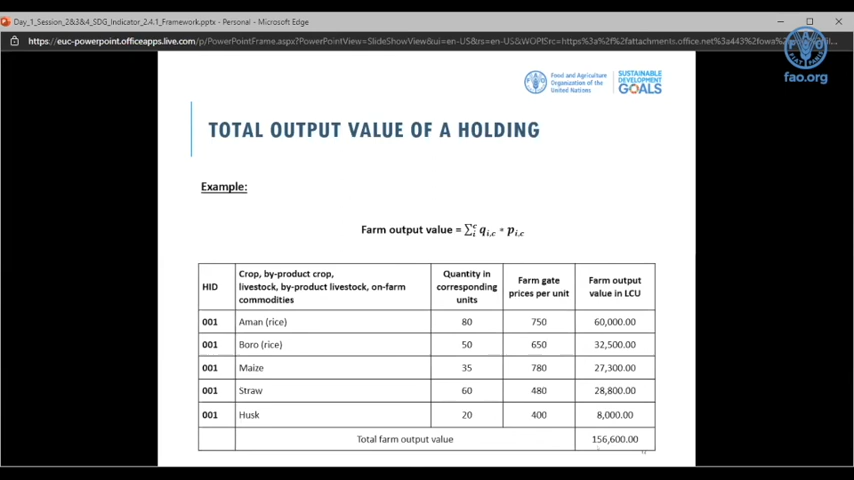 Day_1_Session_2&3&4_SDG_Indicator_2.4.1_Framework.pptx - Personal - Microsoft Edge
Food and Agriculture
Organization of the
United Nations
SUSTAINABLE
DEVELOPMENT
GOALS
fao.org
TOTAL OUTPUT VALUE OF A HOLDING
Example:
Farm output value = ∑ᵢᶜ qᵢ,c * pᵢ,c
HID
Crop, by-product crop,
livestock, by-product livestock, on-farm
commodities
Quantity in
corresponding
units
Farm gate
prices per unit
Farm output
value in LCU
001 Aman (rice) 80 750 60,000.00
001 Boro (rice) 50 650 32,500.00
001 Maize 35 780 27,300.00
001 Straw 60 480 28,800.00
001 Husk 20 400 8,000.00
Total farm output value 156,600.00